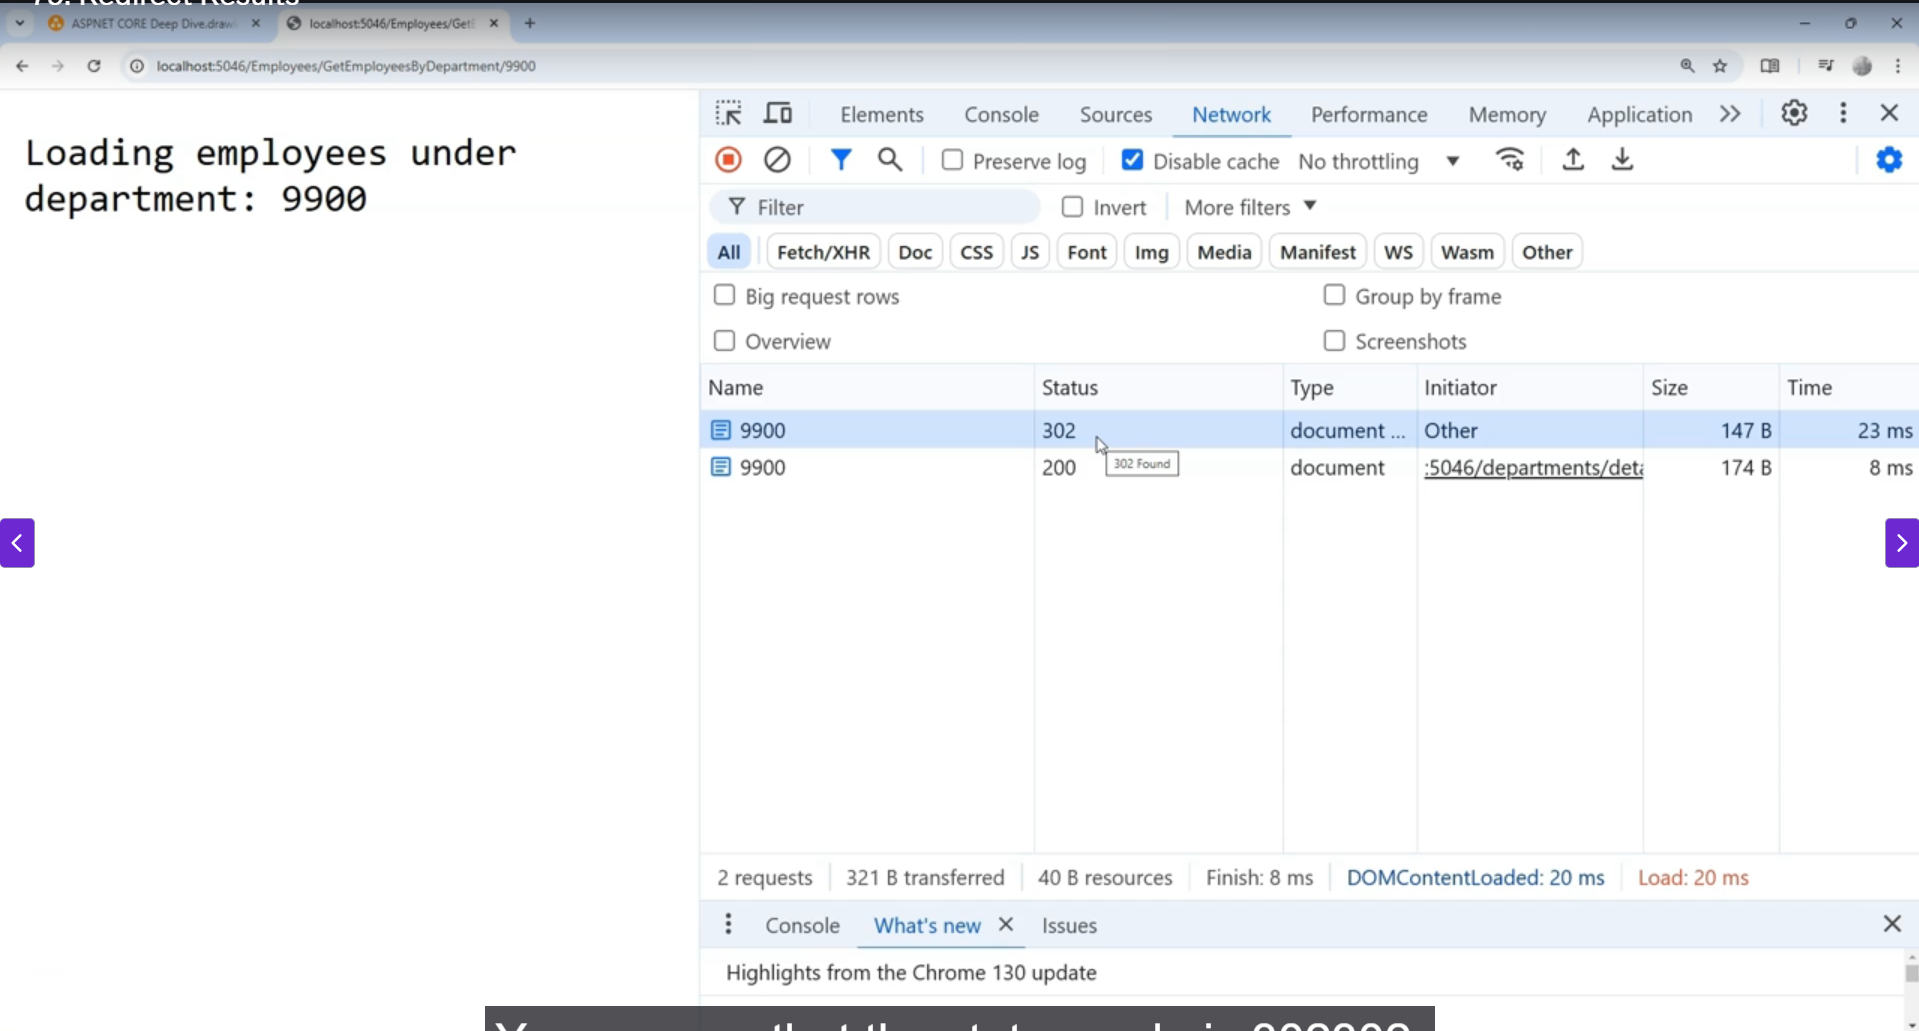 70. Redirect Results
ASPNET CORE Deep Dive.draw
localhost:5046/Employees/GetE
localhost:5046/Employees/GetEmployeesByDepartment/9900
Loading employees under
department: 9900
Elements Console Sources Network Performance Memory Application
Preserve log Disable cache No throttling
Filter Invert More filters
All Fetch/XHR Doc CSS JS Font Img Media Manifest WS Wasm Other
Big request rows Group by frame
Overview Screenshots
Name Status Type Initiator Size Time
9900 302 document ... Other 147 B 23 ms
302 Found
9900 200 document :5046/departments/deta 174 B 8 ms
2 requests 321 B transferred 40 B resources Finish: 8 ms DOMContentLoaded: 20 ms Load: 20 ms
Console What's new Issues
Highlights from the Chrome 130 update